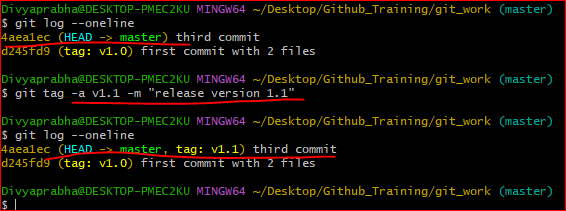 Divyaprabha@DESKTOP-PMEC2KU MINGW64 ~/Desktop/Github_Training/git_work (master)
$ git log --oneline
4aea1ec (HEAD -> master) third commit
d245fd9 (tag: v1.0) first commit with 2 files
Divyaprabha@DESKTOP-PMEC2KU MINGW64 ~/Desktop/Github_Training/git_work (master)
$ git tag -a v1.1 -m "release version 1.1"
Divyaprabha@DESKTOP-PMEC2KU MINGW64 ~/Desktop/Github_Training/git_work (master)
$ git log --oneline
4aea1ec (HEAD -> master, tag: v1.1) third commit
d245fd9 (tag: v1.0) first commit with 2 files
Divyaprabha@DESKTOP-PMEC2KU MINGW64 ~/Desktop/Github_Training/git_work (master)
$